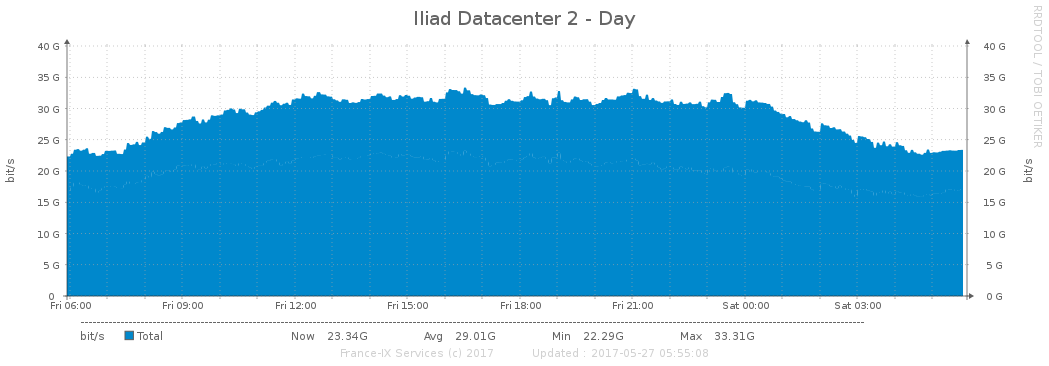 Iliad Datacenter 2 - Day
RRDTOOL / TOBI OETIKER
40 G 40 G
35 G 35 G
30 G 30 G
25 G 25 G
20 G 20 G
15 G 15 G
10 G 10 G
5 G 5 G
0 0 G
bit/s bit/s
Fri 06:00 Fri 09:00 Fri 12:00 Fri 15:00 Fri 18:00 Fri 21:00 Sat 00:00 Sat 03:00
bit/s Total Now 23.34G Avg 29.01G Min 22.29G Max 33.31G
France-IX Services (c) 2017 Updated : 2017-05-27 05:55:08